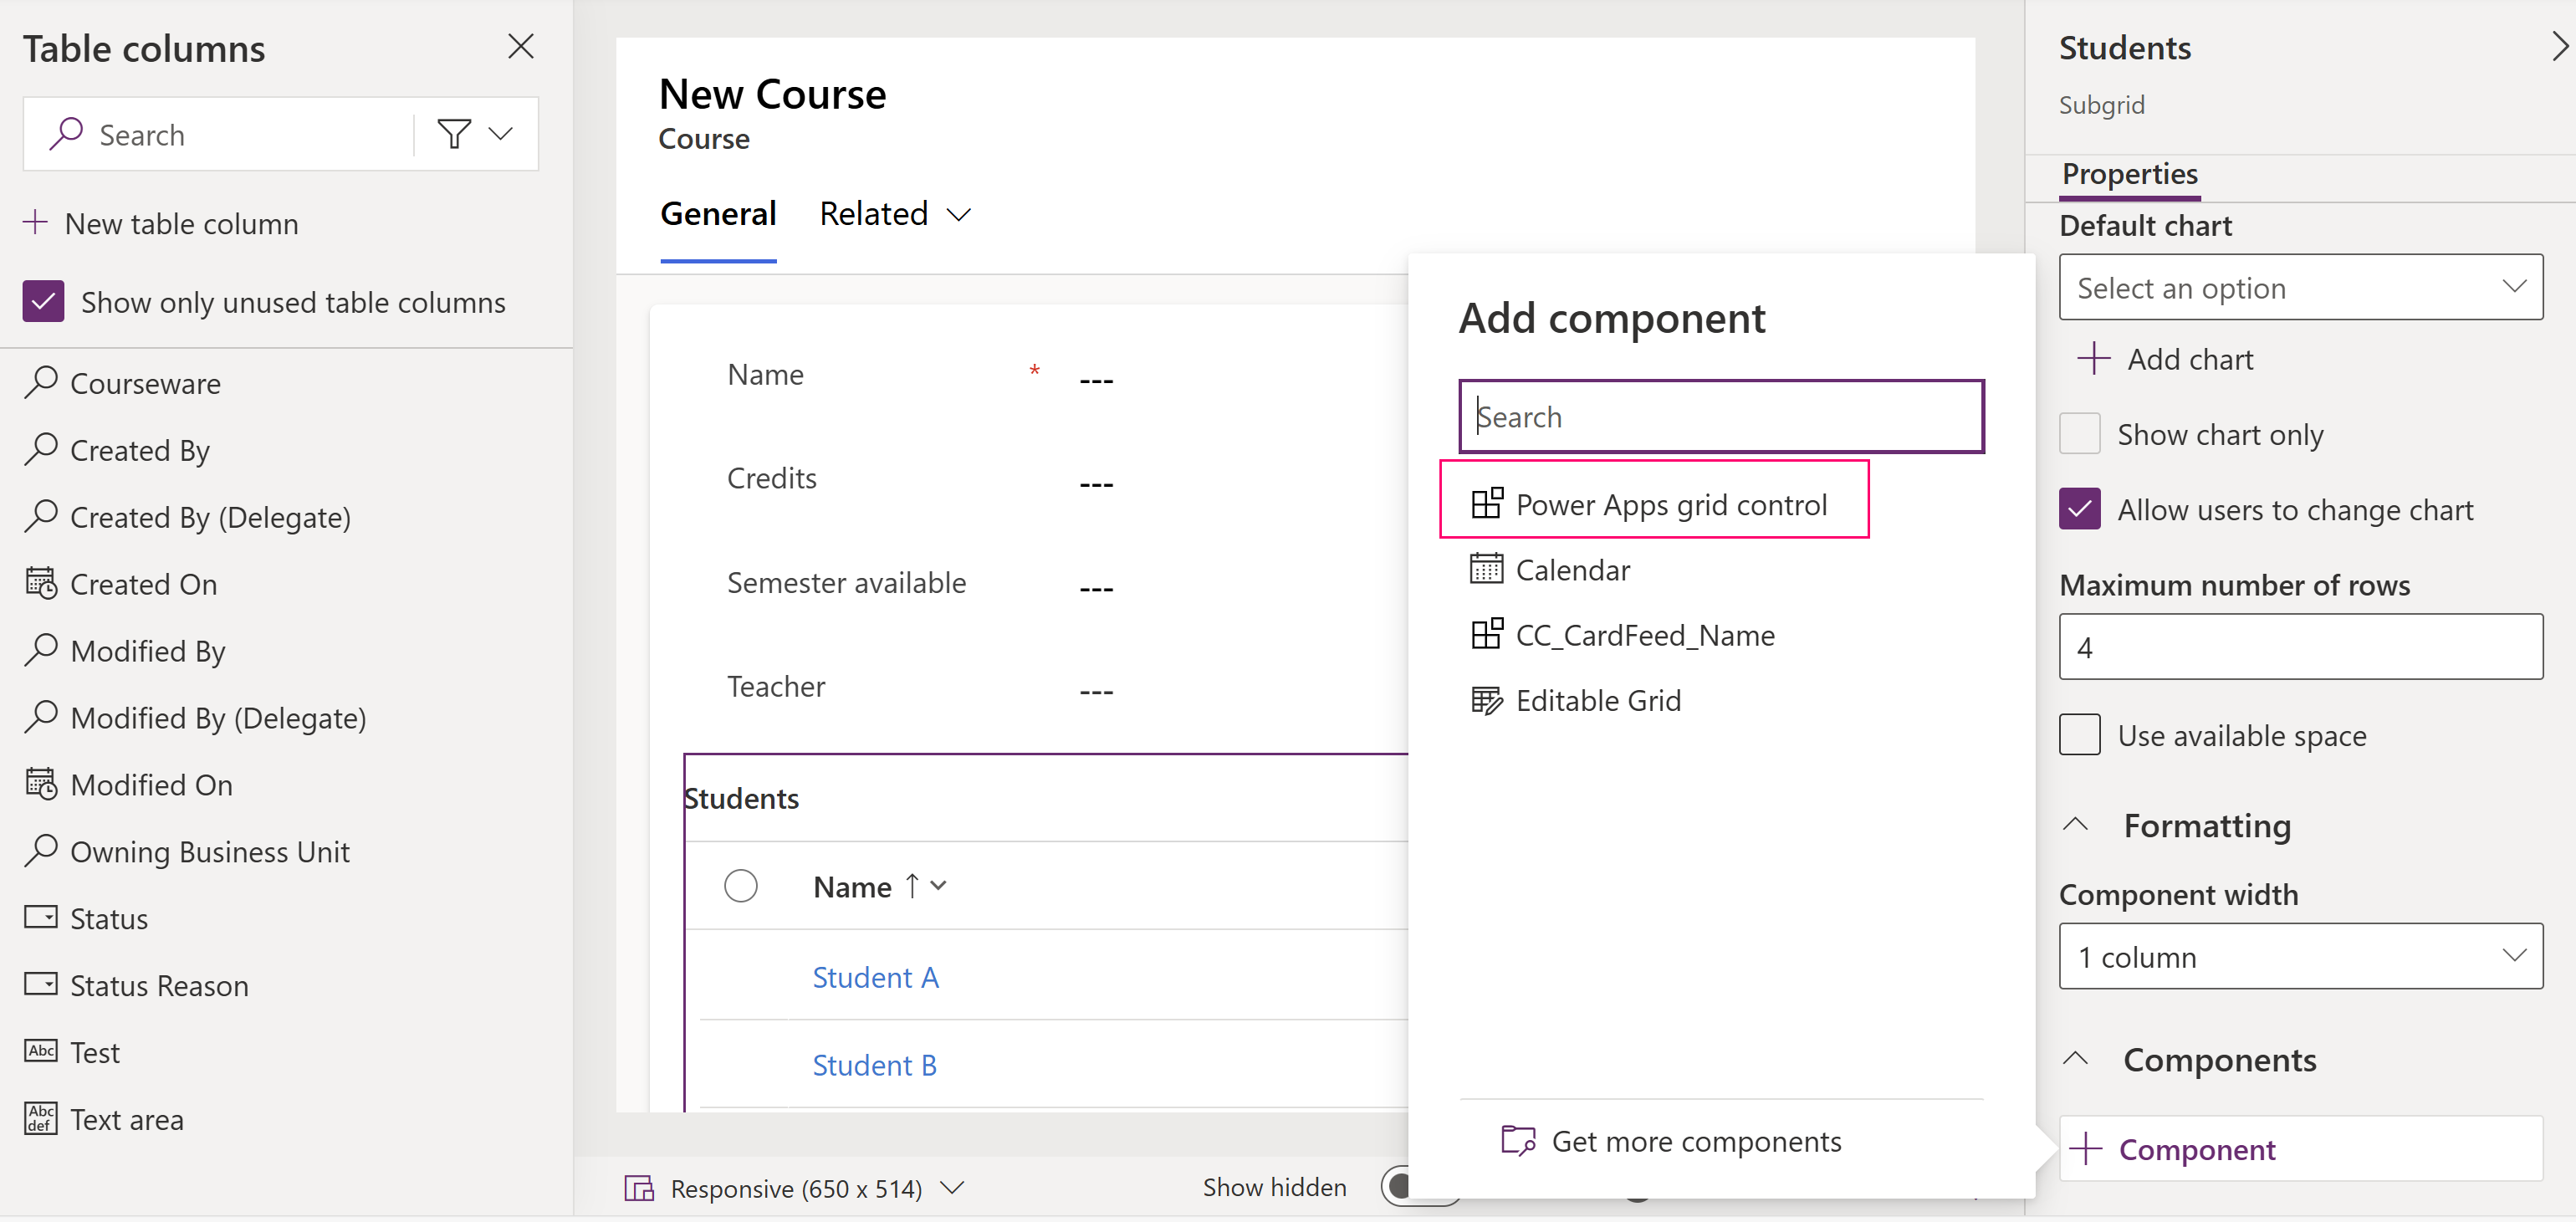 Table columns
Search
New table column
Show only unused table columns
Courseware
Created By
Created By (Delegate)
Created On
Modified By
Modified By (Delegate)
Modified On
Owning Business Unit
Status
Status Reason
Abc Test
Abc def Text area
New Course
Course
General Related
Name * ---
Credits ---
Semester available ---
Teacher ---
Students
Name
Student A
Student B
Responsive (650 x 514)
Show hidden
Add component
Search
Power Apps grid control
Calendar
CC_CardFeed_Name
Editable Grid
Get more components
Students
Subgrid
Properties
Default chart
Select an option
Add chart
Show chart only
Allow users to change chart
Maximum number of rows
4
Use available space
Formatting
Component width
1 column
Components
Component